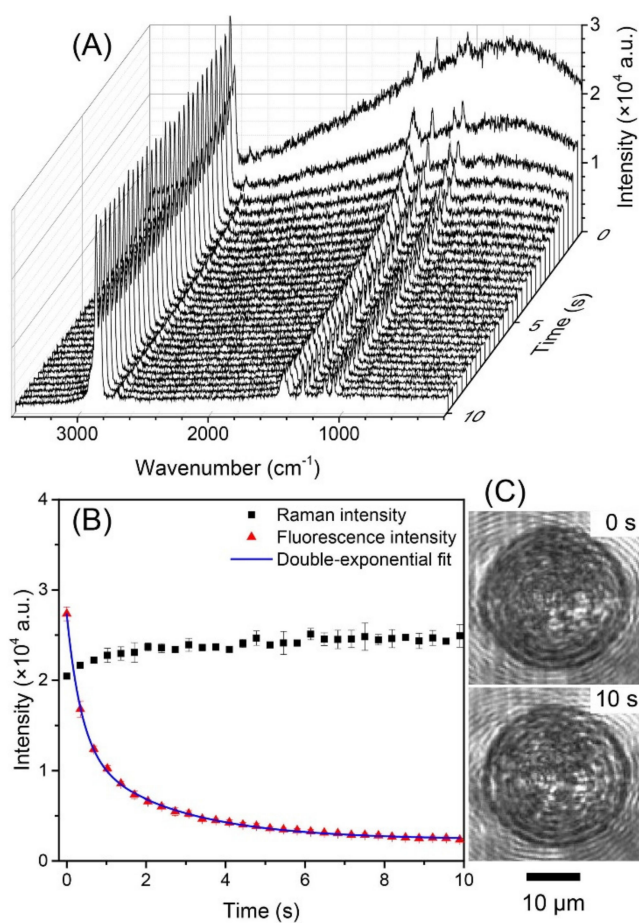 (A)
3
2
1
0
Intensity (×10⁴ a.u.)
5
10
Time (s)
3000
2000
1000
Wavenumber (cm⁻¹)
(B)
Raman intensity
Fluorescence intensity
Double-exponential fit
4
3
2
1
0
Intensity (×10⁴ a.u.)
0
2
4
6
8
10
Time (s)
(C)
0 s
10 s
10 µm